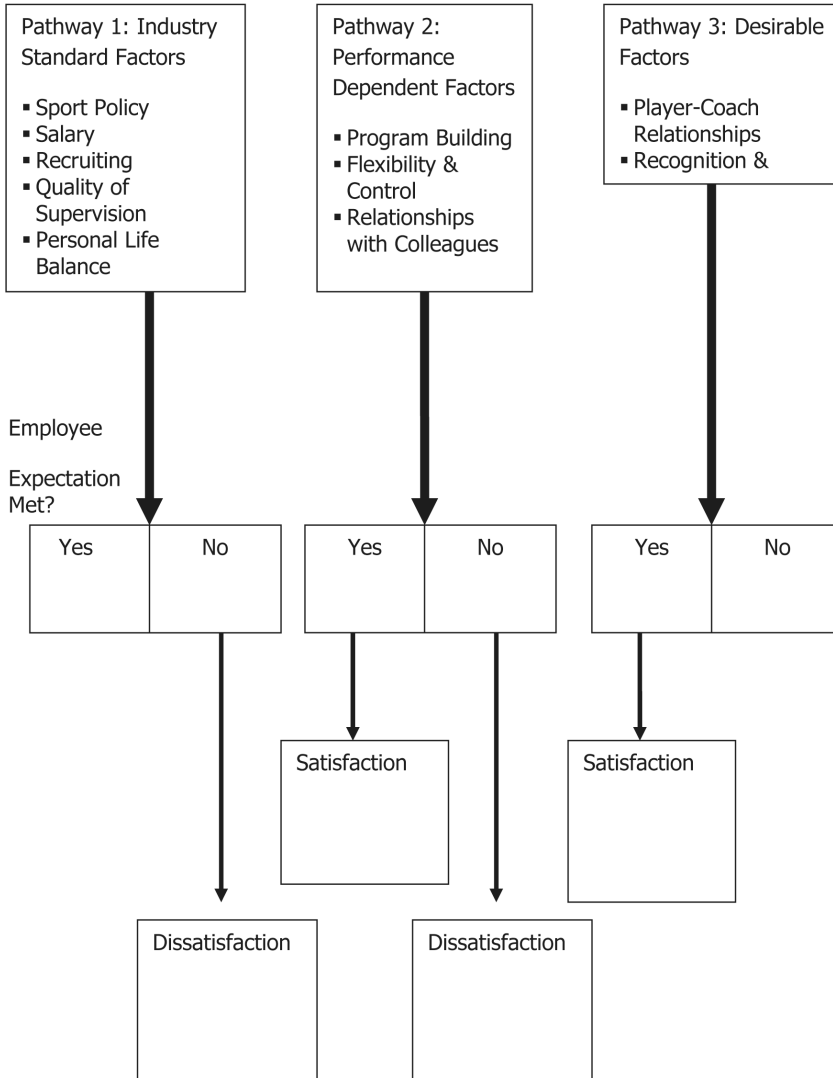 Pathway 1: Industry
Standard Factors
▪ Sport Policy
▪ Salary
▪ Recruiting
▪ Quality of
Supervision
▪ Personal Life
Balance
Pathway 2:
Performance
Dependent Factors
▪ Program Building
▪ Flexibility &
Control
▪ Relationships
with Colleagues
Pathway 3: Desirable
Factors
▪ Player-Coach
Relationships
▪ Recognition &
Employee
Expectation
Met?
Yes
No
Yes
No
Yes
No
Satisfaction
Satisfaction
Dissatisfaction
Dissatisfaction